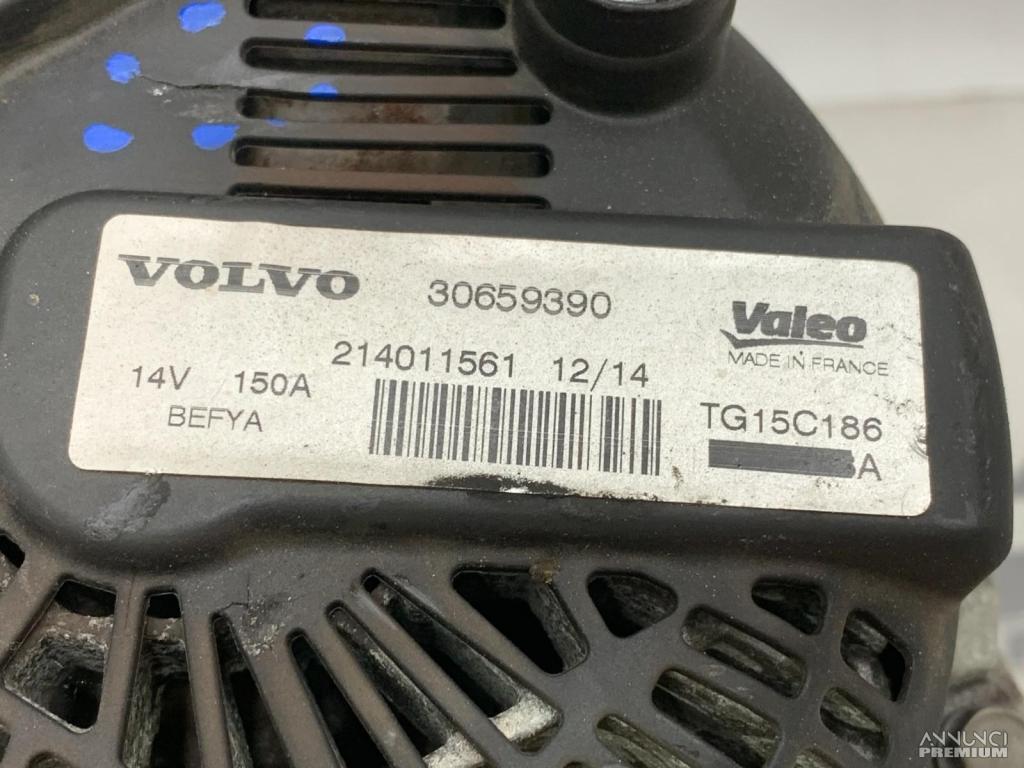 VOLVO
30659390
Valeo
MADE IN FRANCE
214011561 12/14
14V 150A
BEFYA
TG15C186
A
ANNUNCI
PREMIUM